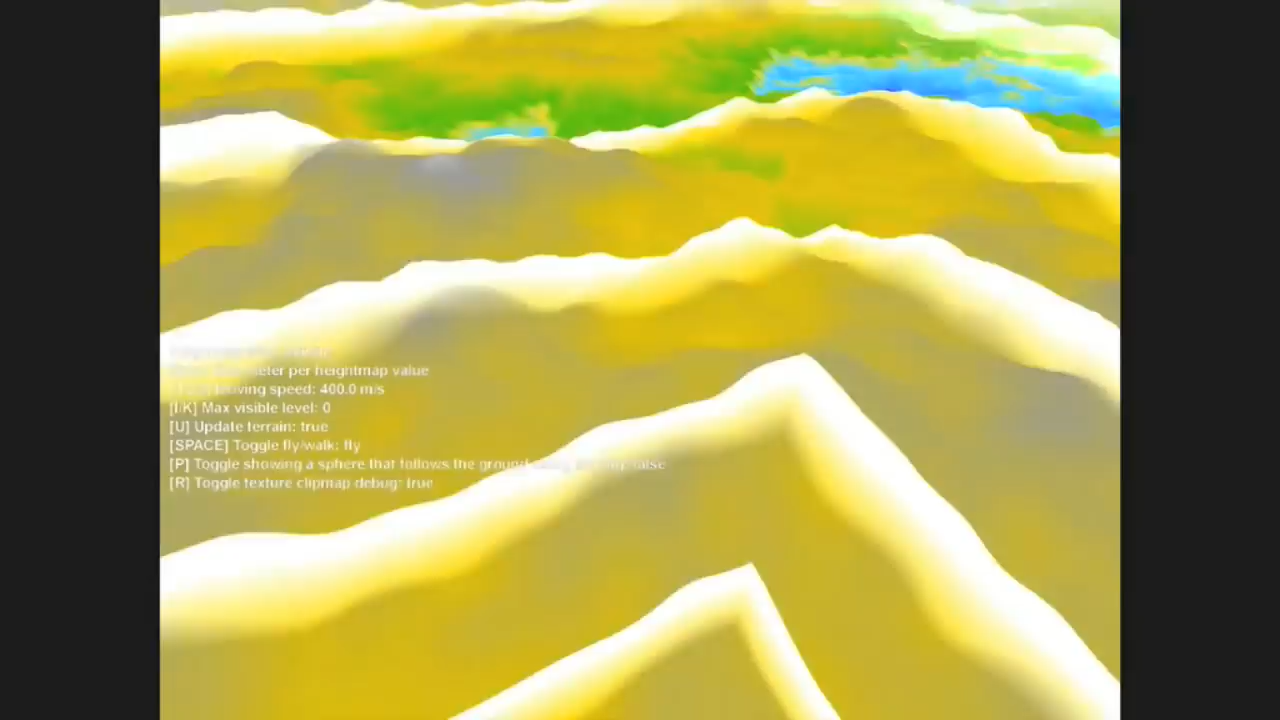 meter per heightmap value
moving speed: 400.0 m/s
[I/K] Max visible level: 0
[U] Update terrain: true
[SPACE] Toggle fly/walk: fly
[P] Toggle showing a sphere that follows the ground false
[R] Toggle texture clipmap debug: true